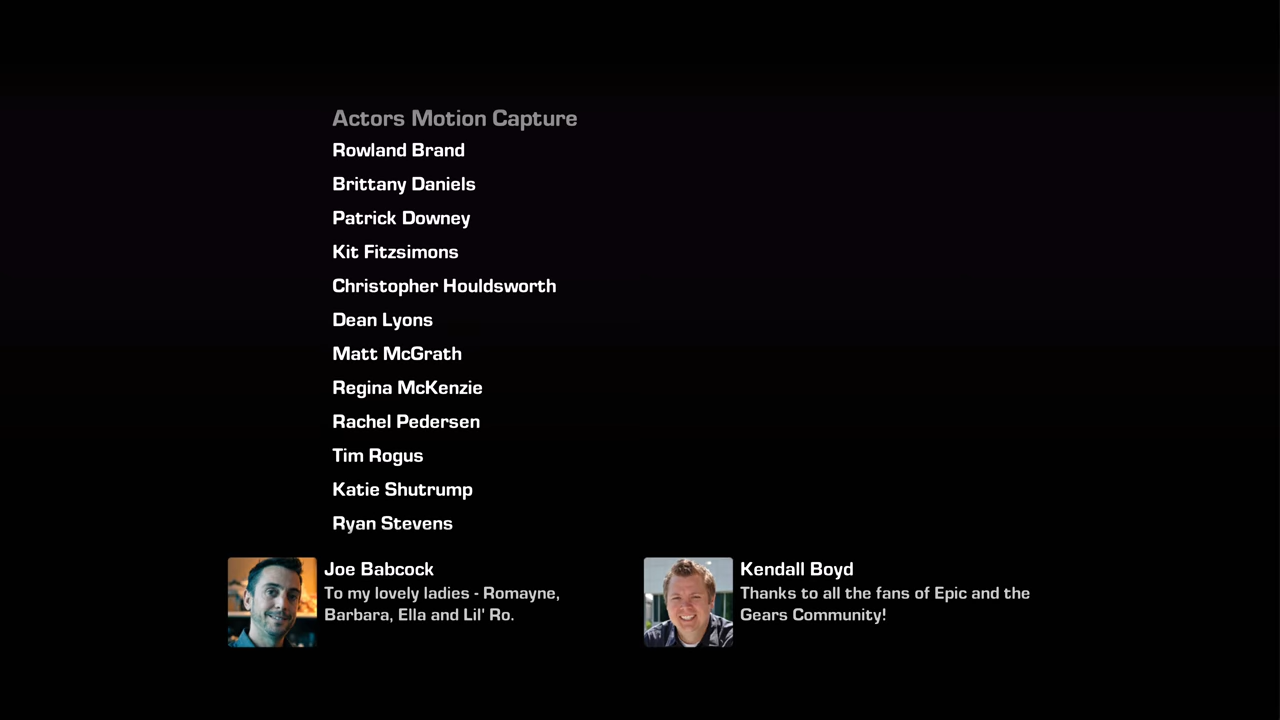 Actors Motion Capture
Rowland Brand
Brittany Daniels
Patrick Downey
Kit Fitzsimons
Christopher Houldsworth
Dean Lyons
Matt McGrath
Regina McKenzie
Rachel Pedersen
Tim Rogus
Katie Shutrump
Ryan Stevens
Joe Babcock
To my lovely ladies - Romayne,
Barbara, Ella and Lil' Ro.
Kendall Boyd
Thanks to all the fans of Epic and the
Gears Community!